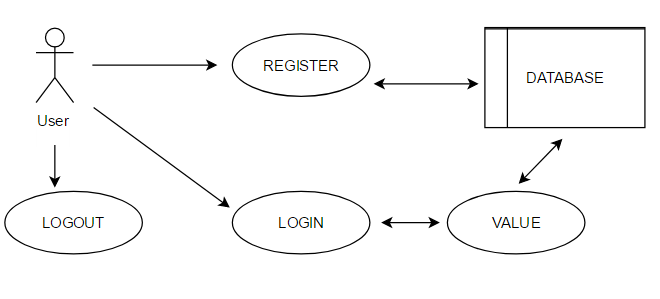 REGISTER
DATABASE
User
LOGOUT
LOGIN
VALUE